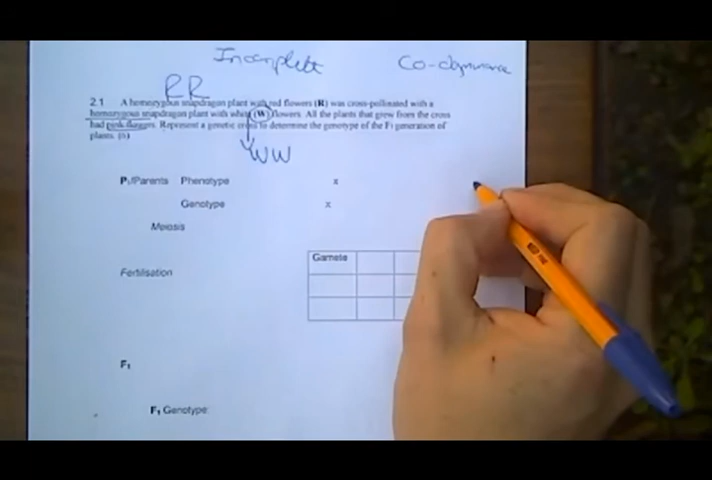 Incomplete Co-dominance
RR
2.1 A homozygous snapdragon plant with red flowers (R) was cross-pollinated with a
homozygous snapdragon plant with white (W) flowers. All the plants that grew from the cross
had pink flowers. Represent a genetic cross to determine the genotype of the F1 generation of
plants. (6)
WW
P1/Parents Phenotype x
Genotype x
Meiosis
Gamete
Fertilisation
F1
F1 Genotype: